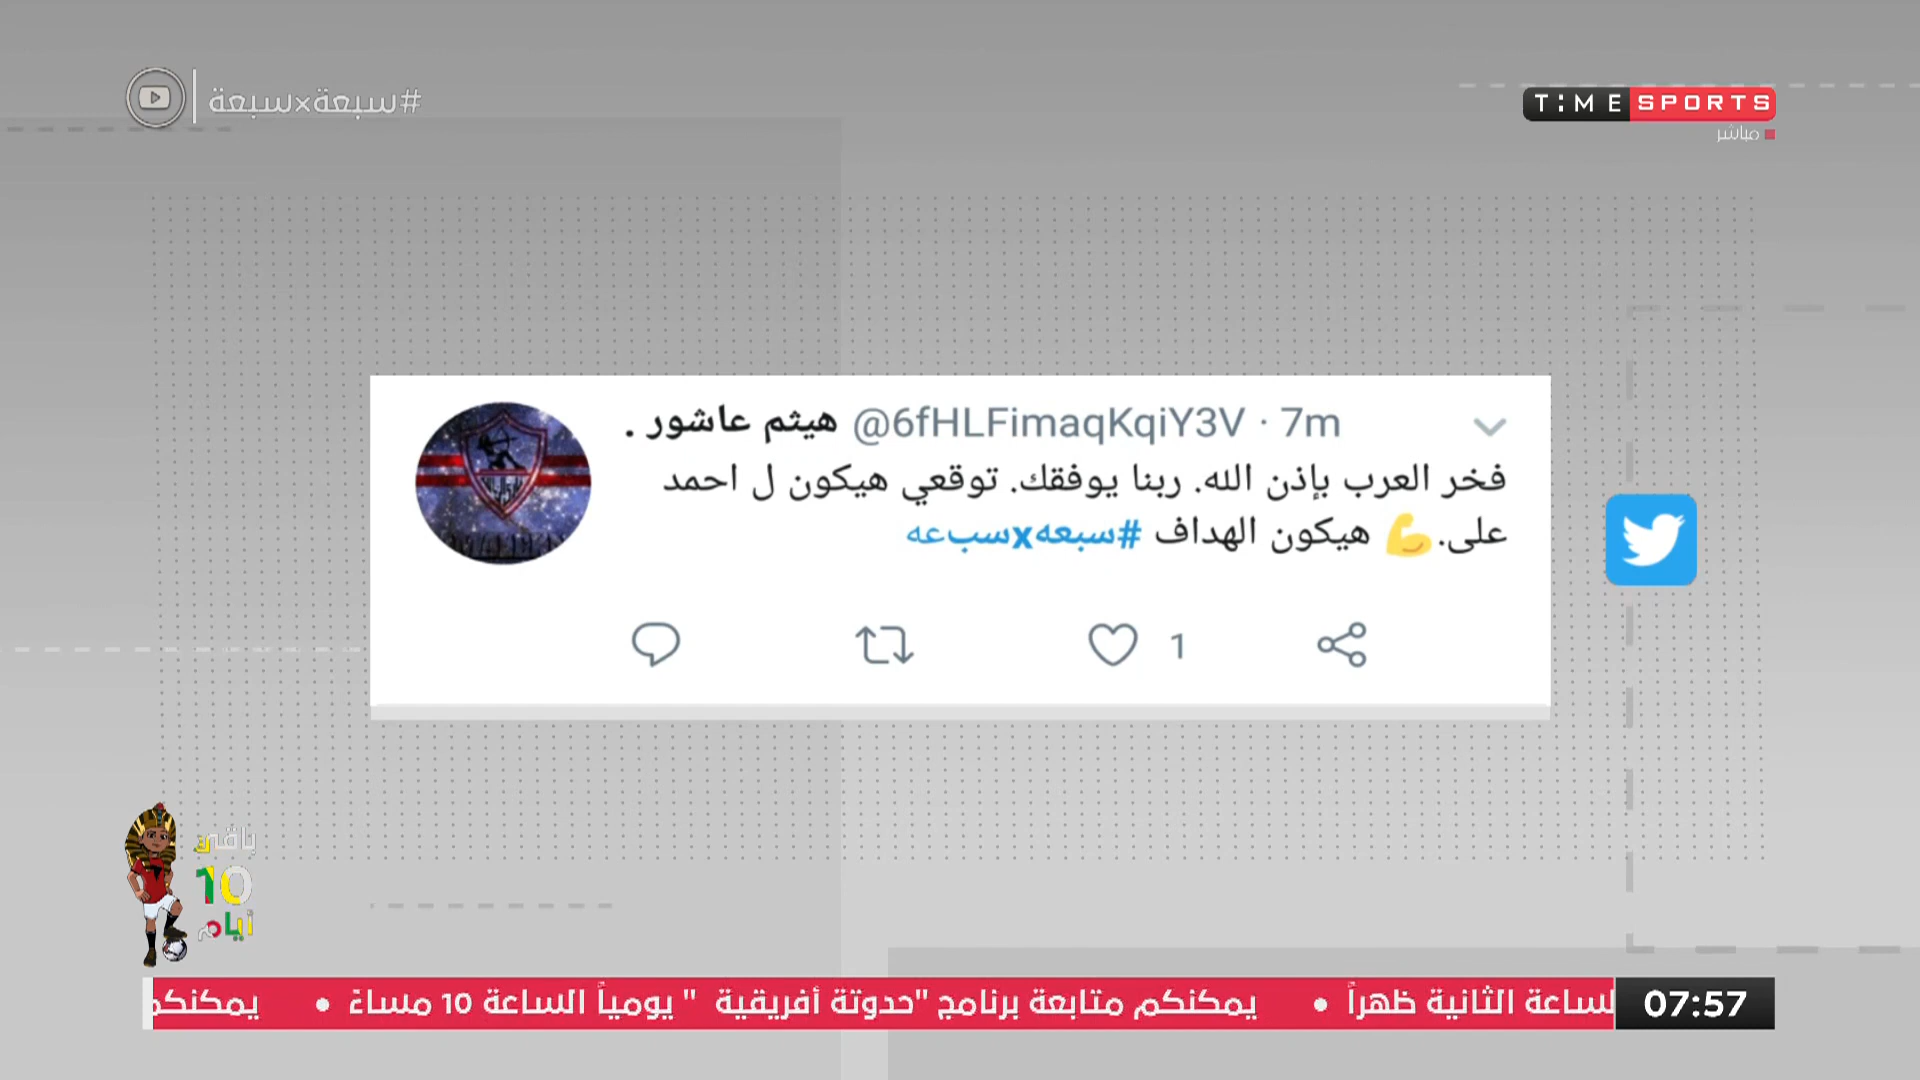 #سبعة×سبعة
TIME SPORTS
مباشر
هيثم عاشور . @6fHLFimaqKqiY3V · 7m
فخر العرب بإذن الله. ربنا يوفقك. توقعي هيكون ل احمد
على.💪 هيكون الهداف #سبعهxسبعه
1
باقي
10
أيام
لساعة الثانية ظهراً • يمكنكم متابعة برنامج "حدوتة أفريقية " يومياً الساعة 10 مساءً • يمكنكم
07:57